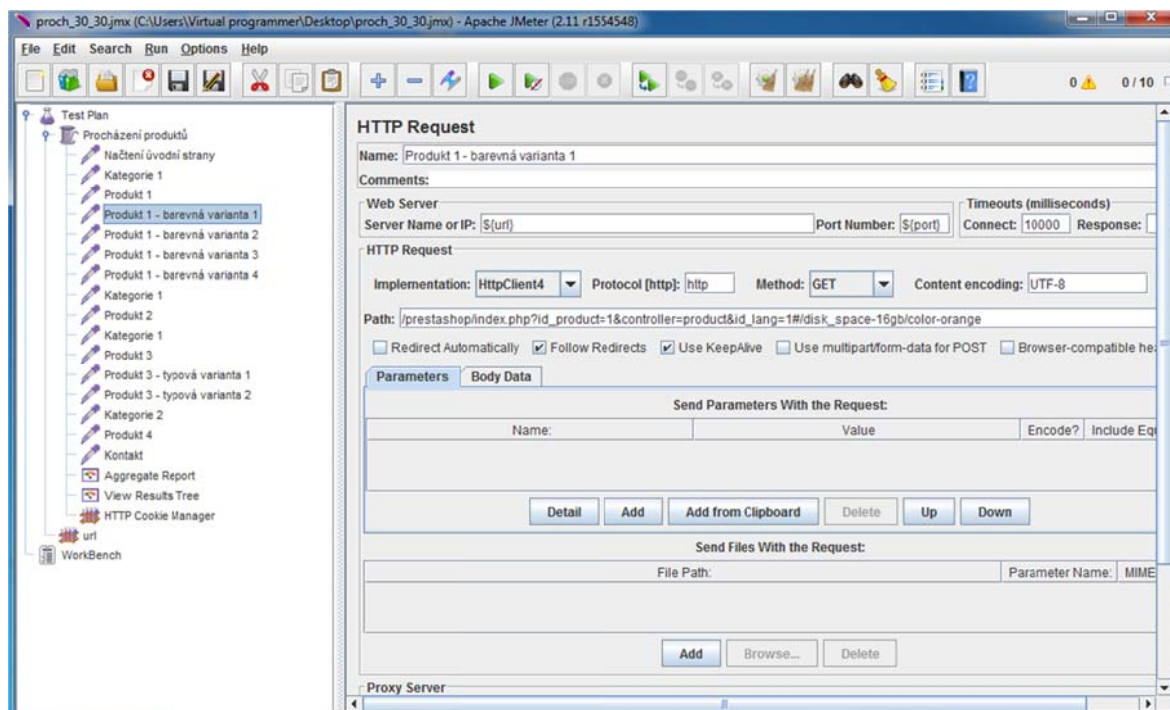 proch_30_30.jmx (C:\Users\Virtual programmer\Desktop\proch_30_30.jmx) - Apache JMeter (2.11 r1554548)
File Edit Search Run Options Help
0 0 / 10
Test Plan
Procházení produktů
Načtení úvodní strany
Kategorie 1
Produkt 1
Produkt 1 - barevná varianta 1
Produkt 1 - barevná varianta 2
Produkt 1 - barevná varianta 3
Produkt 1 - barevná varianta 4
Kategorie 1
Produkt 2
Kategorie 1
Produkt 3
Produkt 3 - typová varianta 1
Produkt 3 - typová varianta 2
Kategorie 2
Produkt 4
Kontakt
Aggregate Report
View Results Tree
HTTP Cookie Manager
url
WorkBench
HTTP Request
Name: Produkt 1 - barevná varianta 1
Comments:
Web Server
Timeouts (milliseconds)
Server Name or IP: ${url} Port Number: ${port} Connect: 10000 Response:
HTTP Request
Implementation: HttpClient4 Protocol [http]: http Method: GET Content encoding: UTF-8
Path: /prestashop/index.php?id_product=1&controller=product&id_lang=1#/disk_space-16gb/color-orange
Redirect Automatically Follow Redirects Use KeepAlive Use multipart/form-data for POST Browser-compatible hea
Parameters Body Data
Send Parameters With the Request:
Name: Value Encode? Include Equ
Detail Add Add from Clipboard Delete Up Down
Send Files With the Request:
File Path: Parameter Name: MIME
Add Browse... Delete
Proxy Server